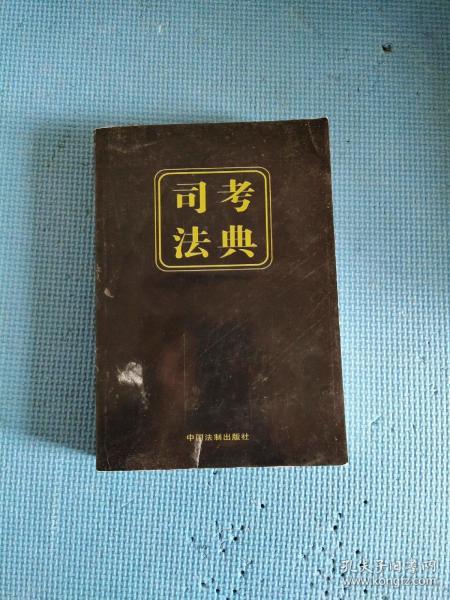 司考
法典
中国法制出版社
孔夫子旧书网
www.kongfz.com